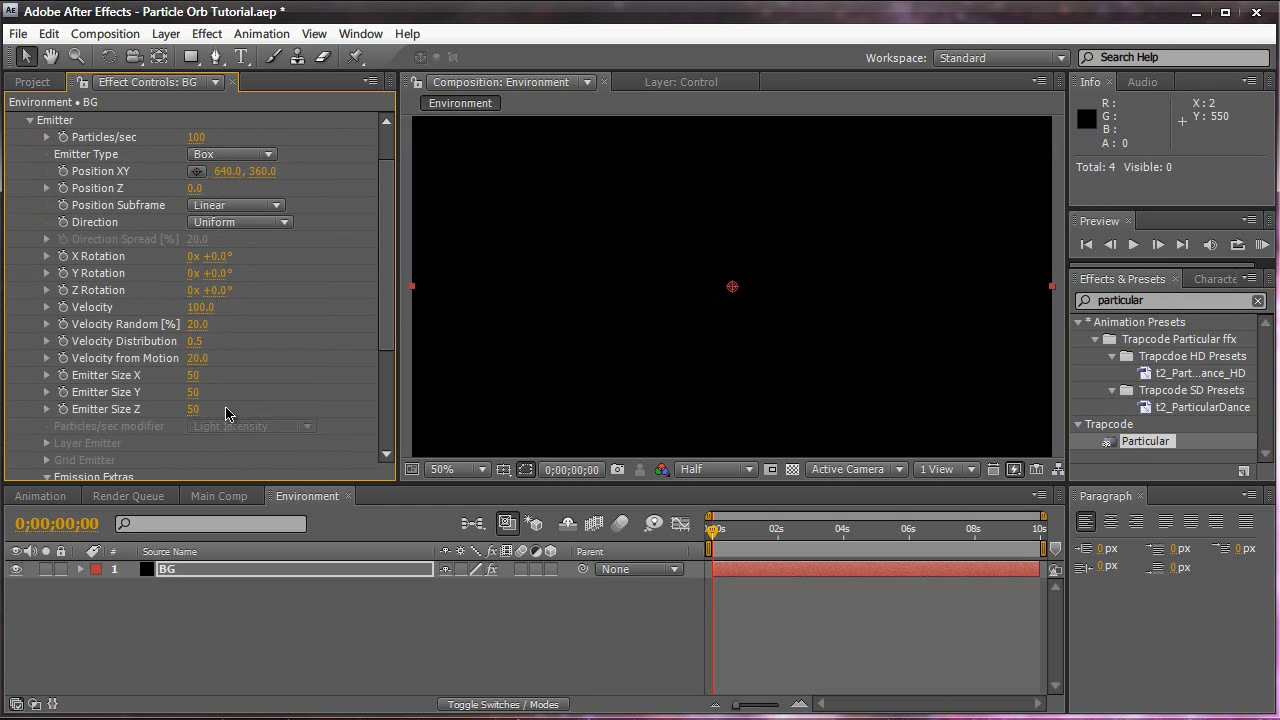 Adobe After Effects - Particle Orb Tutorial.aep *
File Edit Composition Layer Effect Animation View Window Help
Workspace: Standard Search Help
Project Effect Controls: BG Composition: Environment Layer: Control Info Audio
Environment • BG
Environment
Emitter
Particles/sec 100
Emitter Type Box
Position XY 640.0, 360.0
Position Z 0.0
Position Subframe Linear
Direction Uniform
Direction Spread [%] 20.0
X Rotation 0x +0.0°
Y Rotation 0x +0.0°
Z Rotation 0x +0.0°
Velocity 100.0
Velocity Random [%] 20.0
Velocity Distribution 0.5
Velocity from Motion 20.0
Emitter Size X 50
Emitter Size Y 50
Emitter Size Z 50
Particles/sec modifier Light Intensity
Layer Emitter
Grid Emitter
Emission Extras
50% 0;00;00;00 Half Active Camera 1 View
R :
G :
B :
A : 0
X : 2
Y : 550
Total: 4 Visible: 0
Preview
Effects & Presets Characte
particular
* Animation Presets
Trapcode Particular ffx
Trapcdoe HD Presets
t2_Part...ance_HD
Trapcode SD Presets
t2_ParticularDance
Trapcode
Particular
Animation Render Queue Main Comp Environment
0;00;00;00
# Source Name Parent
1 BG None
00s 02s 04s 06s 08s 10s
Toggle Switches / Modes
Paragraph
0 px 0 px 0 px
0 px 0 px